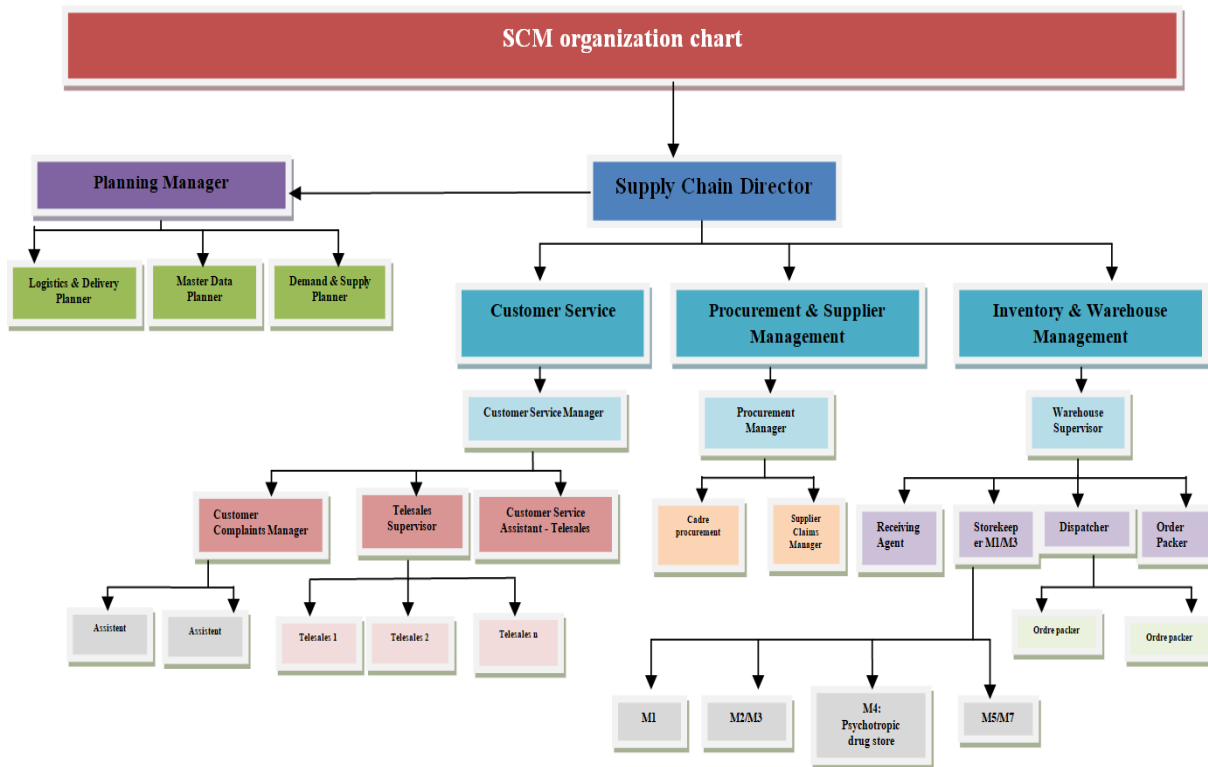 SCM organization chart
Planning Manager
Supply Chain Director
Logistics & Delivery
Planner
Master Data
Planner
Demand & Supply
Planner
Customer Service
Procurement & Supplier
Management
Inventory & Warehouse
Management
Customer Service Manager
Procurement
Manager
Warehouse
Supervisor
Customer
Complaints Manager
Telesales
Supervisor
Customer Service
Assistant - Telesales
Cadre
procurement
Supplier
Claims
Manager
Receiving
Agent
Storekeep
er M1/M3
Dispatcher
Order
Packer
Assistent
Assistent
Telesales 1
Telesales 2
Telesales n
Ordre packer
Ordre packer
M1
M2/M3
M4:
Psychotropic
drug store
M5/M7